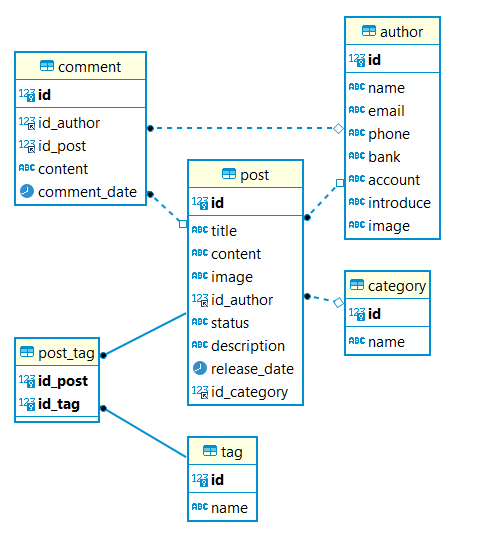 comment
id
id_author
id_post
content
comment_date
author
id
name
email
phone
bank
account
introduce
image
post
id
title
content
image
id_author
status
description
release_date
id_category
category
id
name
post_tag
id_post
id_tag
tag
id
name